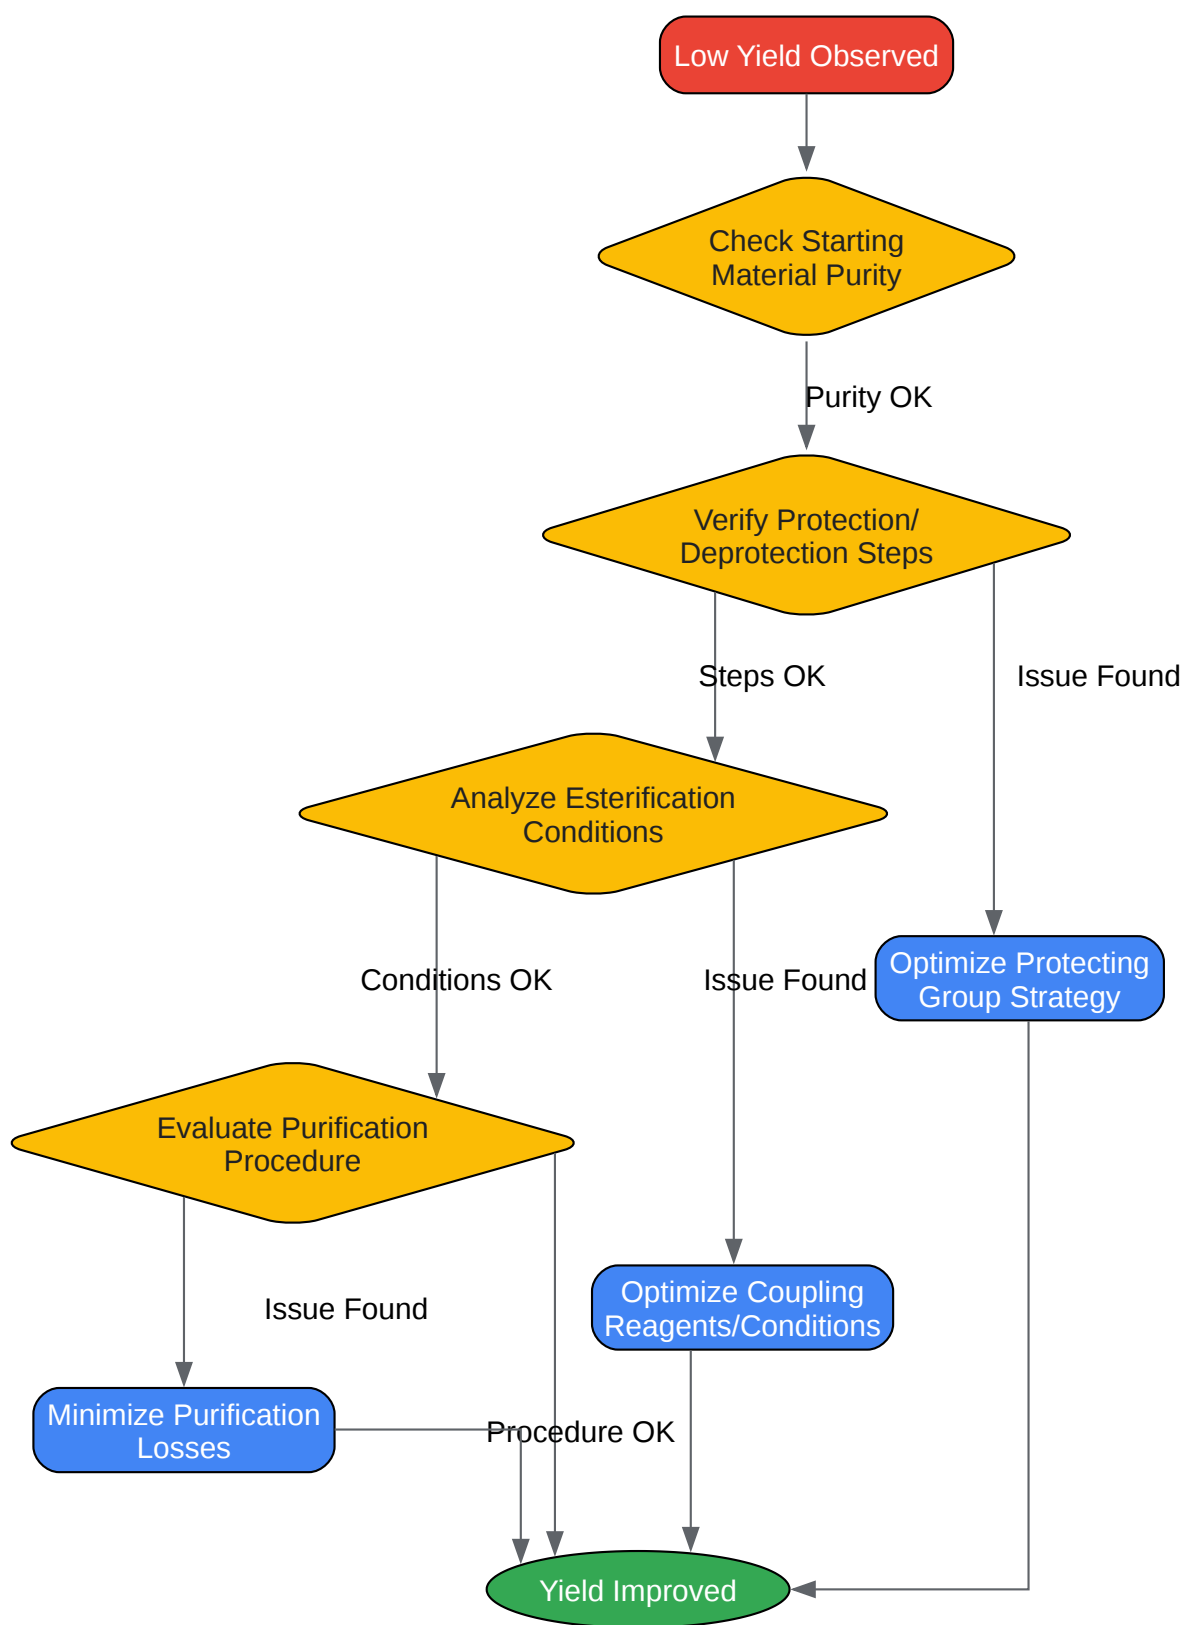 Low Yield Observed
Check Starting
Material Purity
Purity OK
Verify Protection/
Deprotection Steps
Steps OK
Issue Found
Analyze Esterification
Conditions
Conditions OK
Issue Found
Optimize Protecting
Group Strategy
Evaluate Purification
Procedure
Issue Found
Optimize Coupling
Reagents/Conditions
Minimize Purification
Losses
Procedure OK
Yield Improved